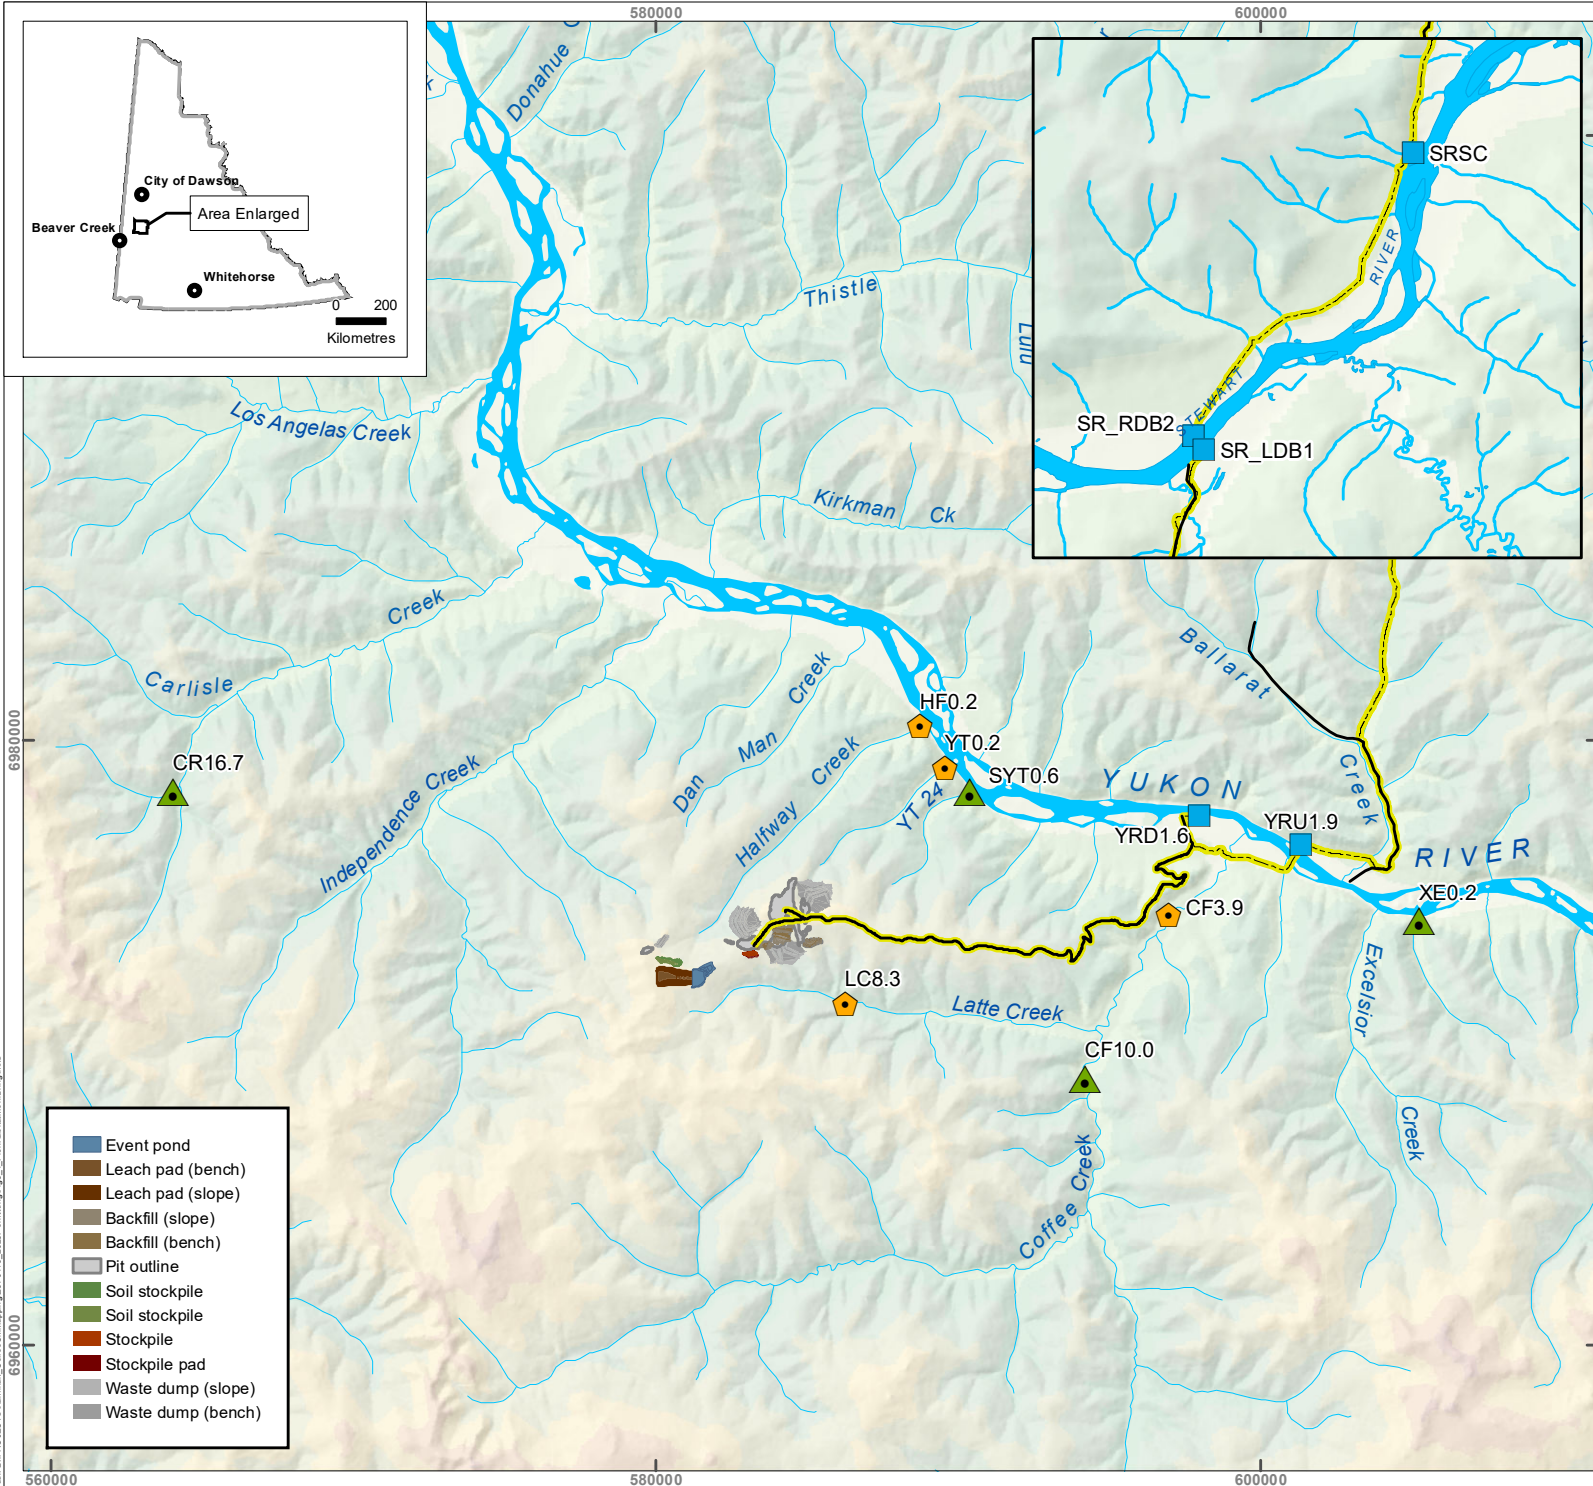 580000
600000
City of Dawson
Area Enlarged
Beaver Creek
Whitehorse
0 200
Kilometres
Donahue
Thistle
Lulu
Los Angelas Creek
Kirkman Ck
SRSC
RIVER
STEWART
SR_RDB2
SR_LDB1
Carlisle Creek
Independence Creek
Dan Man Creek
Halfway Creek
YT 24
Ballarat Creek
HF0.2
YT0.2
SYT0.6
CR16.7
YUKON RIVER
YRD1.6
YRU1.9
XE0.2
CF3.9
LC8.3
Latte Creek
Excelsior Creek
CF10.0
Coffee Creek
6980000
6960000
Event pond
Leach pad (bench)
Leach pad (slope)
Backfill (slope)
Backfill (bench)
Pit outline
Soil stockpile
Soil stockpile
Stockpile
Stockpile pad
Waste dump (slope)
Waste dump (bench)
560000
580000
600000